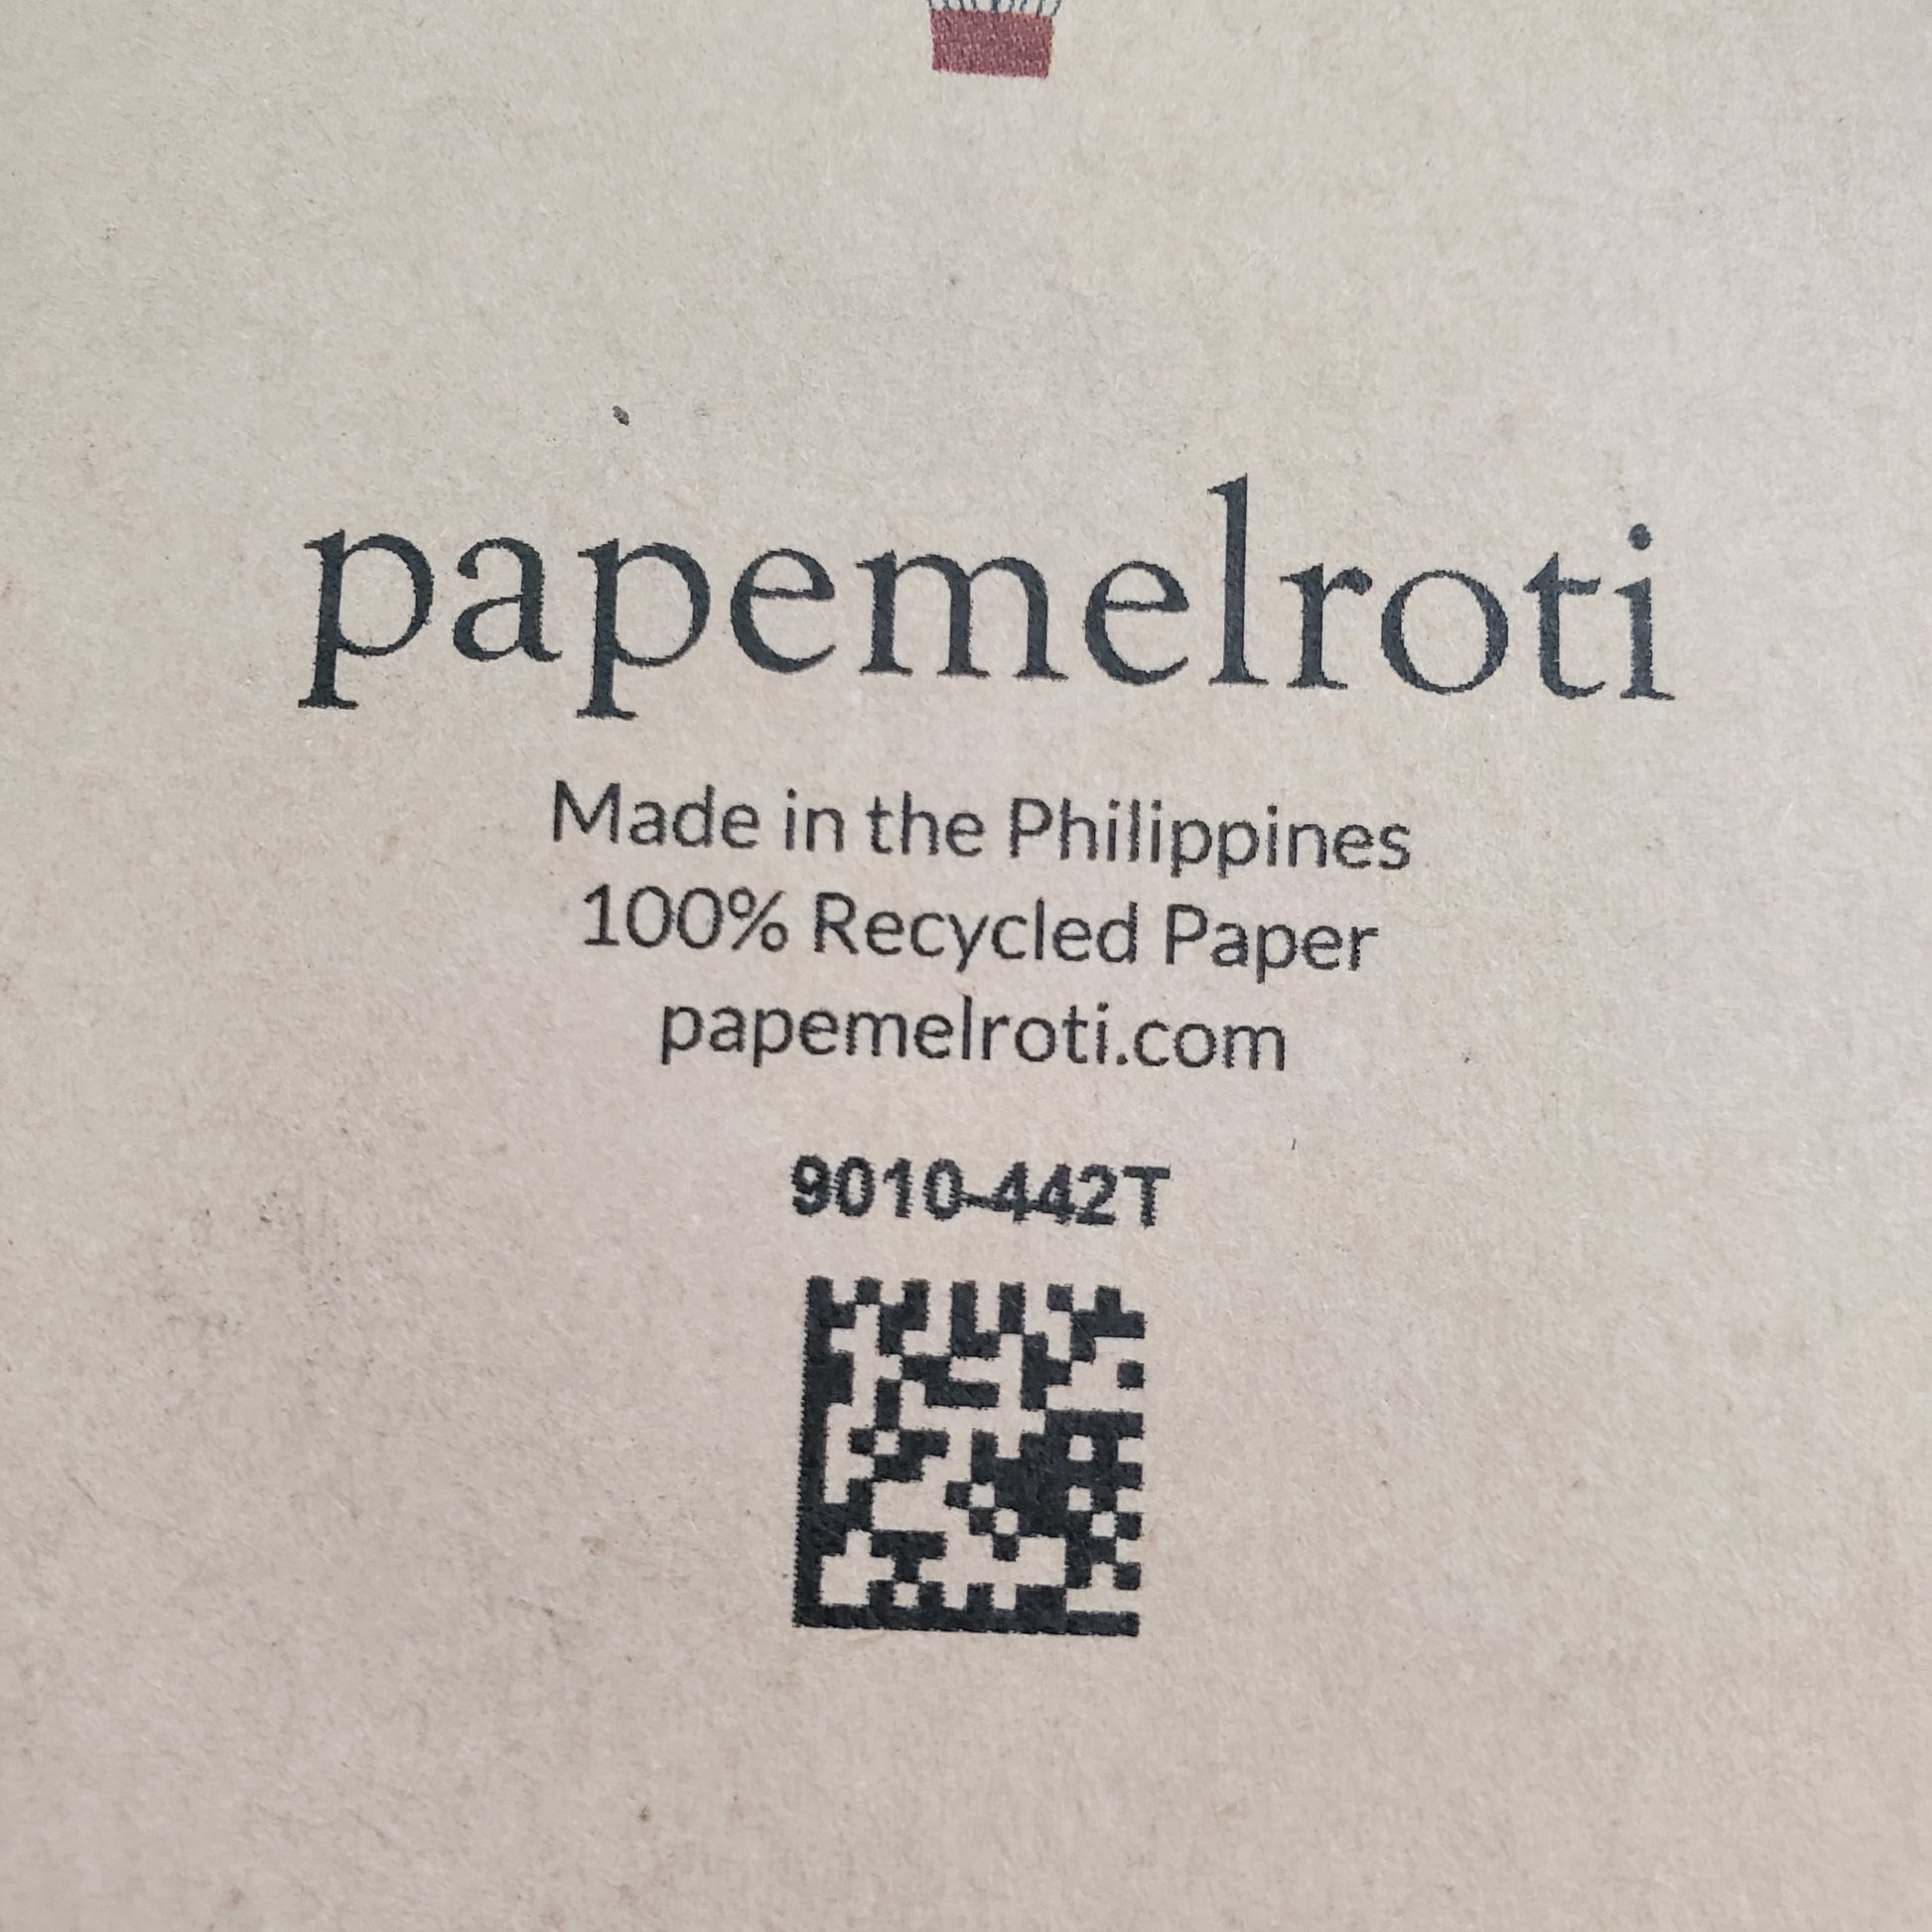 papemelroti
Made in the Philippines
100% Recycled Paper
papemelroti.com
9010-442T